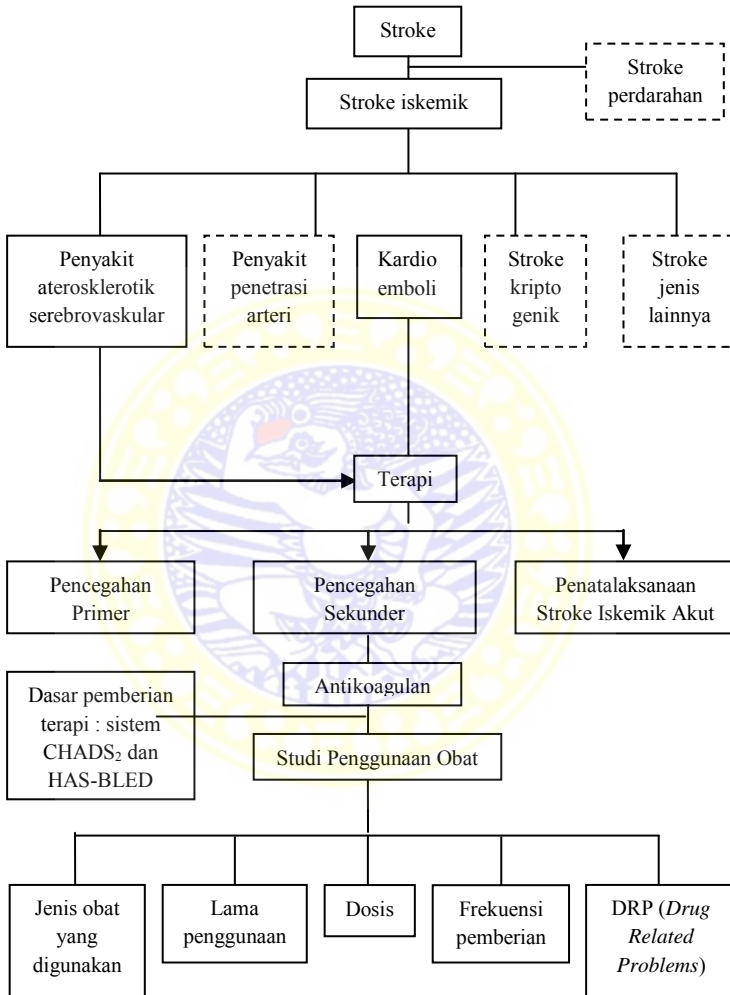 Stroke
Stroke
perdarahan
Stroke iskemik
Penyakit
aterosklerotik
serebrovaskular
Penyakit
penetrasi
arteri
Kardio
emboli
Stroke
kripto
genik
Stroke
jenis
lainnya
Terapi
Pencegahan
Primer
Pencegahan
Sekunder
Penatalaksanaan
Stroke Iskemik Akut
Antikoagulan
Dasar pemberian
terapi : sistem
CHADS₂ dan
HAS-BLED
Studi Penggunaan Obat
Jenis obat
yang
digunakan
Lama
penggunaan
Dosis
Frekuensi
pemberian
DRP (Drug
Related
Problems)